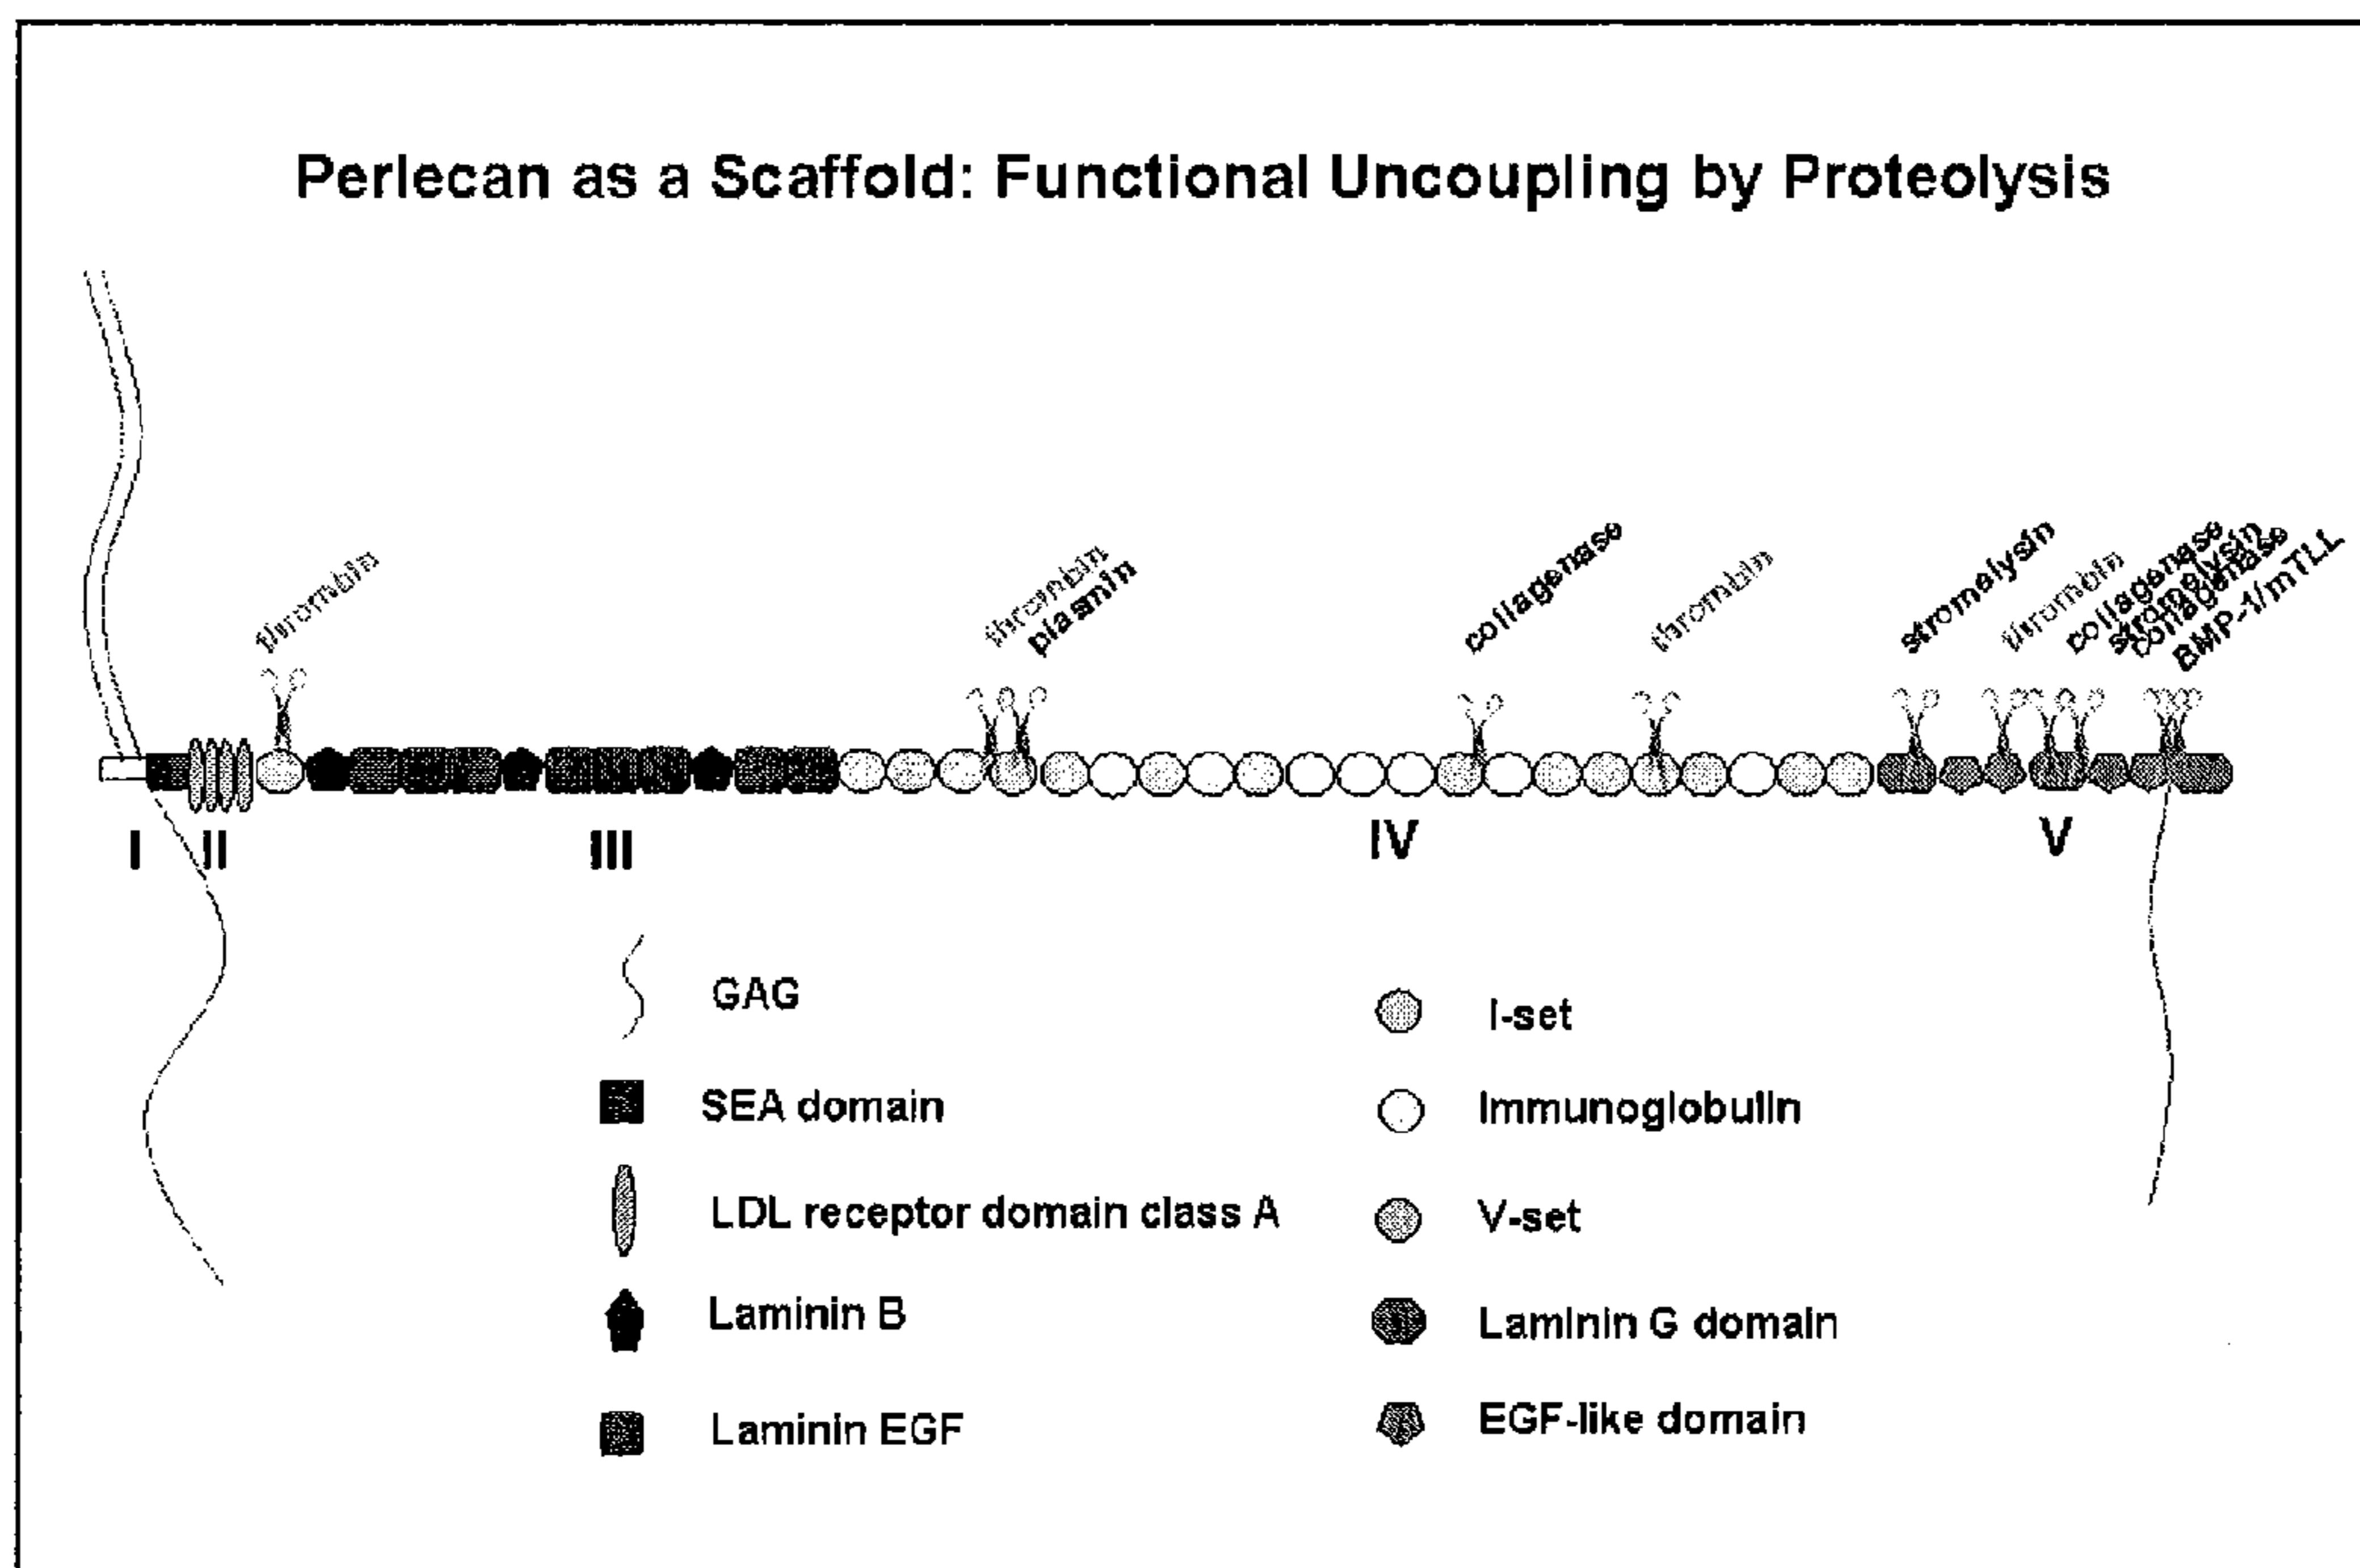 Perlecan as a Scaffold: Functional Uncoupling by Proteolysis
thrombin
thrombin
plasmin
collagenase
thrombin
stromelysin
thrombin
collagenase
stromelysin
collagenase
BMP-1/mTLL
I
II
III
IV
V
GAG
SEA domain
LDL receptor domain class A
Laminin B
Laminin EGF
I-set
Immunoglobulin
V-set
Laminin G domain
EGF-like domain